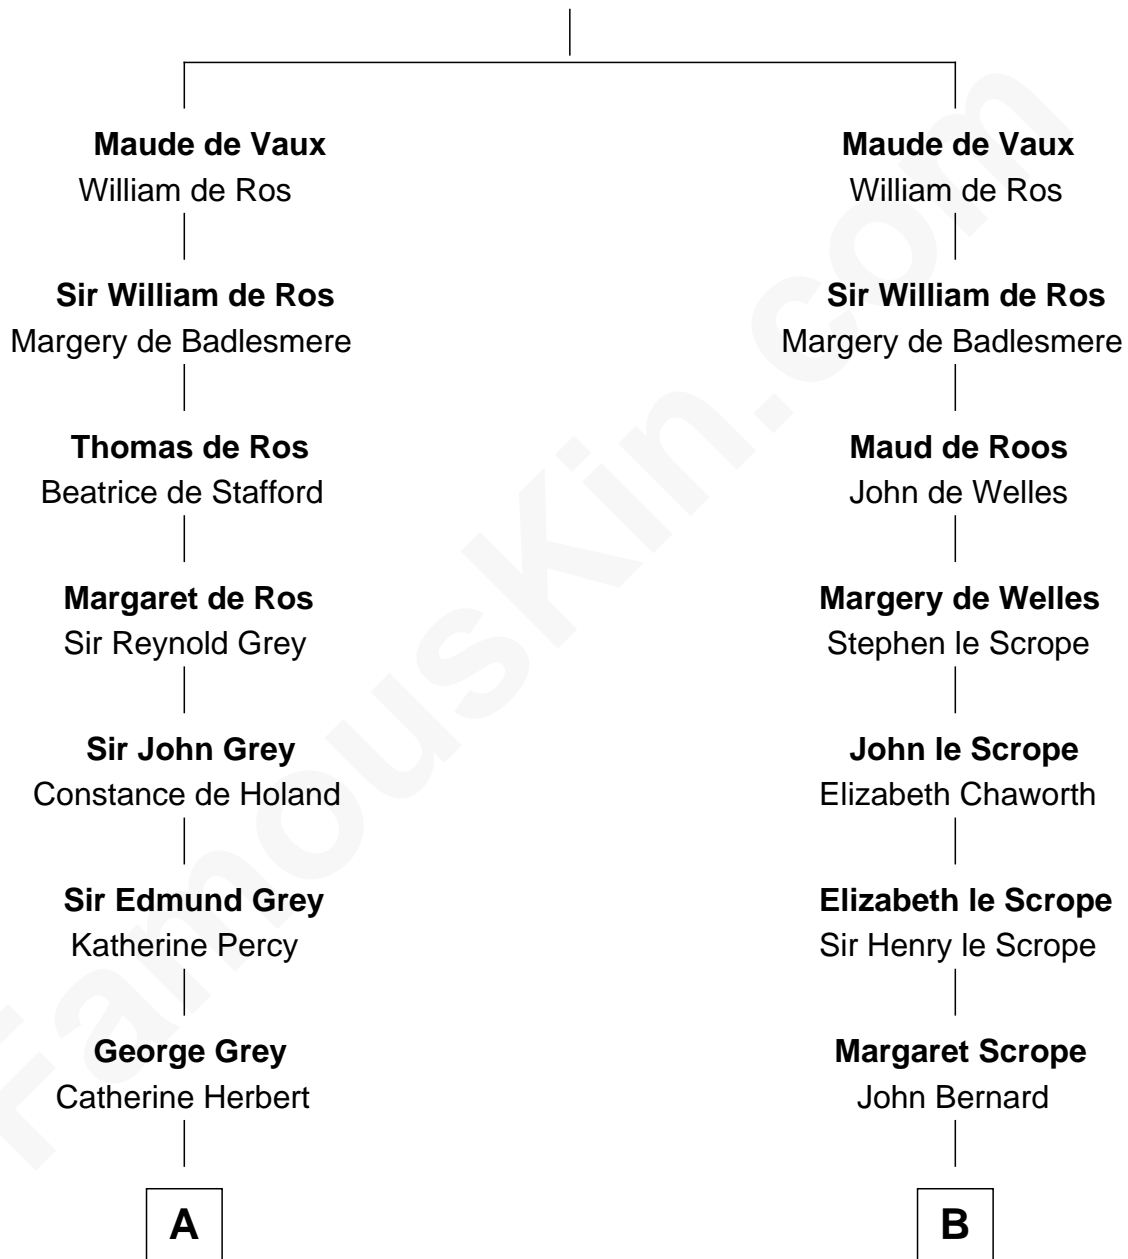 Maude de Vaux
William de Ros
Sir William de Ros
Margery de Badlesmere
Thomas de Ros
Beatrice de Stafford
Margaret de Ros
Sir Reynold Grey
Sir John Grey
Constance de Holand
Sir Edmund Grey
Katherine Percy
George Grey
Catherine Herbert
A
Maude de Vaux
William de Ros
Sir William de Ros
Margery de Badlesmere
Maud de Roos
John de Welles
Margery de Welles
Stephen le Scrope
John le Scrope
Elizabeth Chaworth
Elizabeth le Scrope
Sir Henry le Scrope
Margaret Scrope
John Bernard
B
FamousKin.com